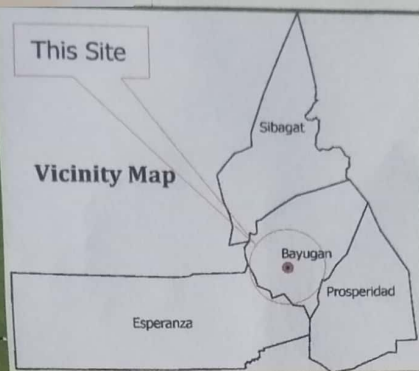 This Site
Sibagat
Vicinity Map
Bayugan
Prosperidad
Esperanza